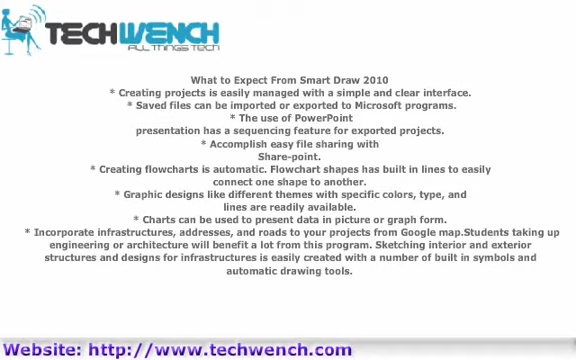 TECHWENCH
ALL THINGS TECH
What to Expect From Smart Draw 2010
* Creating projects is easily managed with a simple and clear interface.
* Saved files can be imported or exported to Microsoft programs.
* The use of PowerPoint
presentation has a sequencing feature for exported projects.
* Accomplish easy file sharing with
Share-point.
* Creating flowcharts is automatic. Flowchart shapes has built in lines to easily
connect one shape to another.
* Graphic designs like different themes with specific colors, type, and
lines are readily available.
* Charts can be used to present data in picture or graph form.
* Incorporate infrastructures, addresses, and roads to your projects from Google map.Students taking up
engineering or architecture will benefit a lot from this program. Sketching interior and exterior
structures and designs for infrastructures is easily created with a number of built in symbols and
automatic drawing tools.
Website: http://www.techwench.com